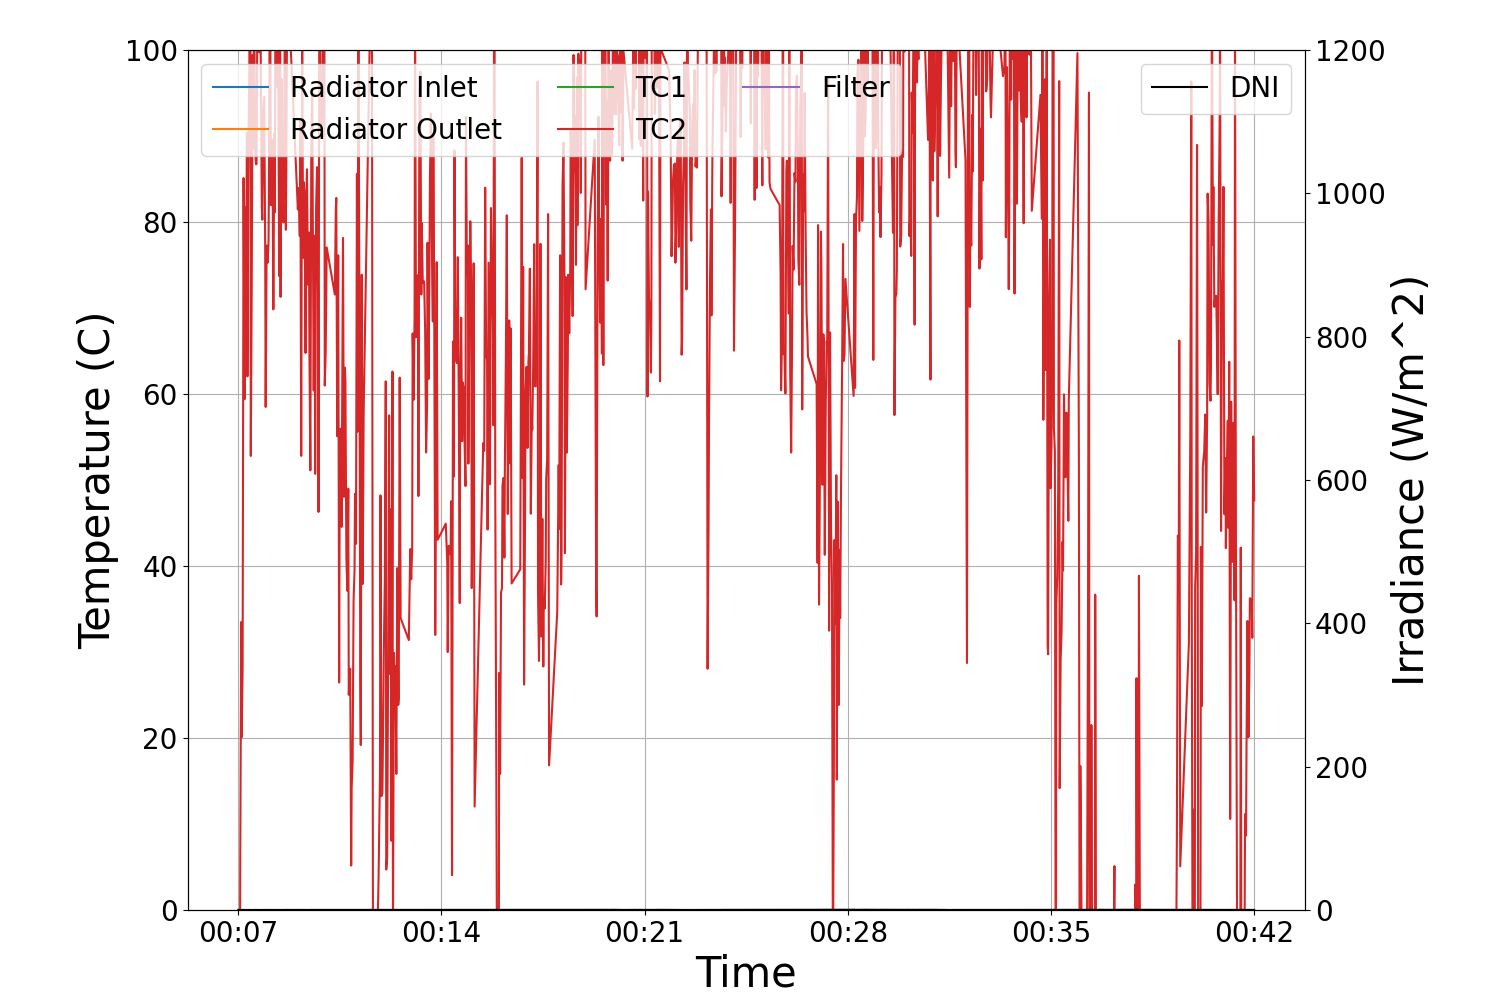 100
80
60
40
20
0
Temperature (C)
Radiator Inlet
Radiator Outlet
TC1
TC2
Filter
DNI
1200
1000
800
600
400
200
0
Irradiance (W/m^2)
00:07
00:14
00:21
00:28
00:35
00:42
Time